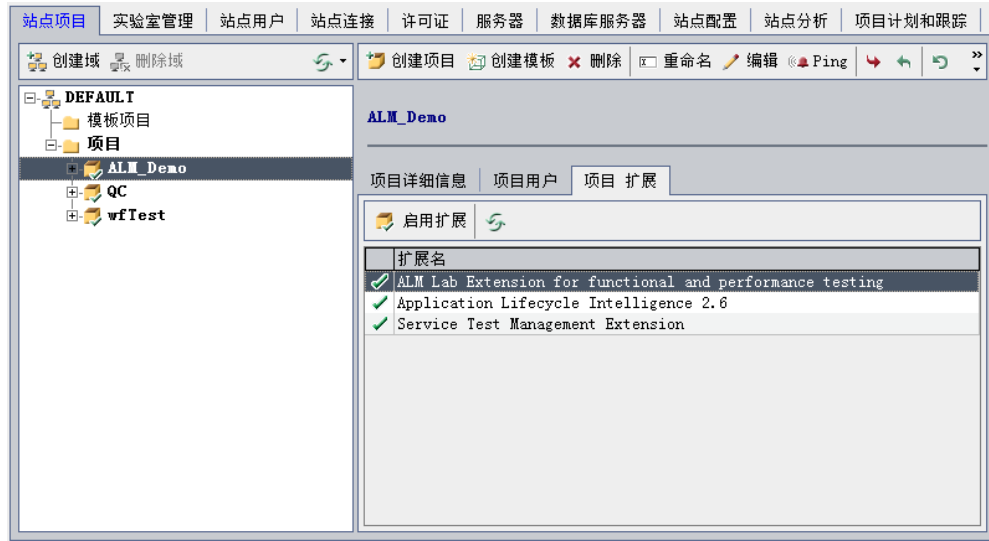 站点项目 实验室管理 站点用户 站点连接 许可证 服务器 数据库服务器 站点配置 站点分析 项目计划和跟踪
创建域 删除域
创建项目 创建模板 删除 重命名 编辑 Ping
DEFAULT
模板项目
项目
ALM_Demo
QC
wfTest
ALM_Demo
项目详细信息 项目用户 项目 扩展
启用扩展
扩展名
ALM Lab Extension for functional and performance testing
Application Lifecycle Intelligence 2.6
Service Test Management Extension